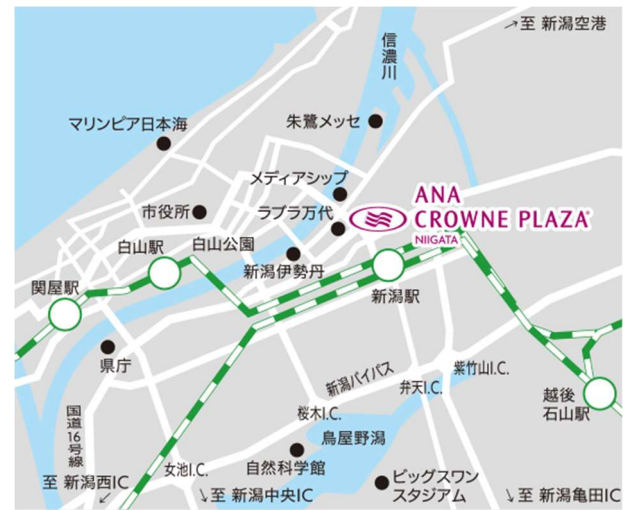 至 新潟空港
信濃川
マリンピア日本海
朱鷺メッセ
メディアシップ
ANA
CROWNE PLAZA
NIIGATA
市役所
ラブラ万代
白山駅
白山公園
新潟伊勢丹
関屋駅
新潟駅
県庁
新潟バイパス
紫竹山I.C.
弁天I.C.
越後
石山駅
国道16号線
桜木I.C.
鳥屋野潟
女池I.C.
自然科学館
ビッグスワン
スタジアム
至 新潟西IC
至 新潟中央IC
至 新潟亀田IC